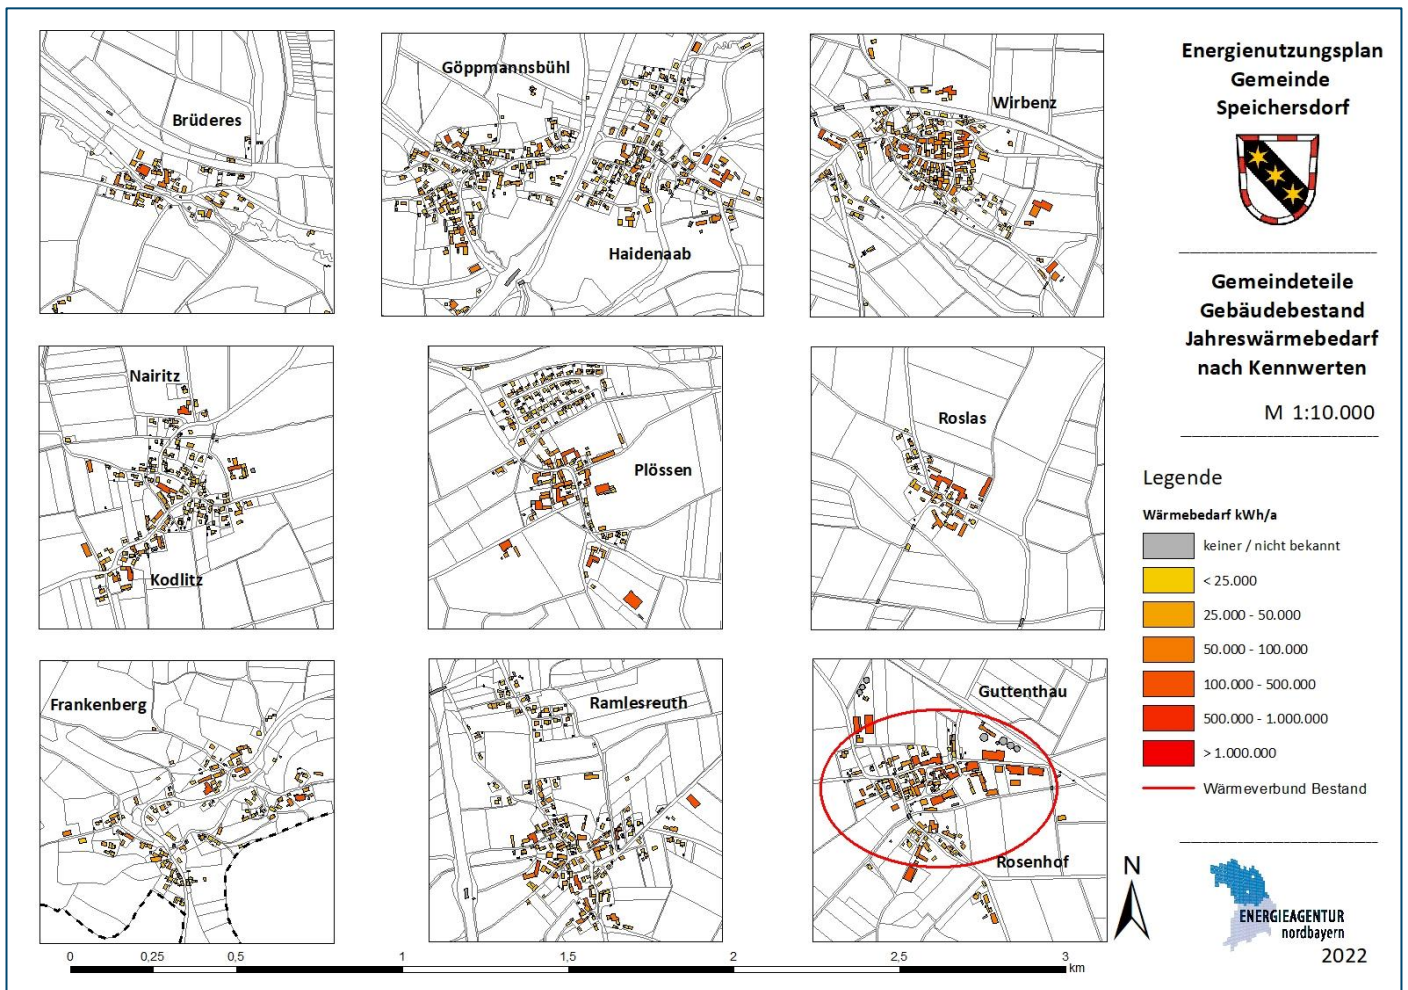 Energienutzungsplan
Gemeinde
Speichersdorf
Gemeindeteile
Gebäudebestand
Jahreswärmebedarf
nach Kennwerten
M 1:10.000
Brüderes
Göppmannsbühl
Haidenaab
Wirbenz
Nairitz
Kodlitz
Plössen
Roslas
Frankenberg
Ramlesreuth
Guttenthau
Rosenhof
Legende
Wärmebedarf kWh/a
keiner / nicht bekannt
< 25.000
25.000 - 50.000
50.000 - 100.000
100.000 - 500.000
500.000 - 1.000.000
> 1.000.000
Wärmeverbund Bestand
N
ENERGIEAGENTUR
nordbayern
2022
0 0,25 0,5 1 1,5 2 2,5 3
km